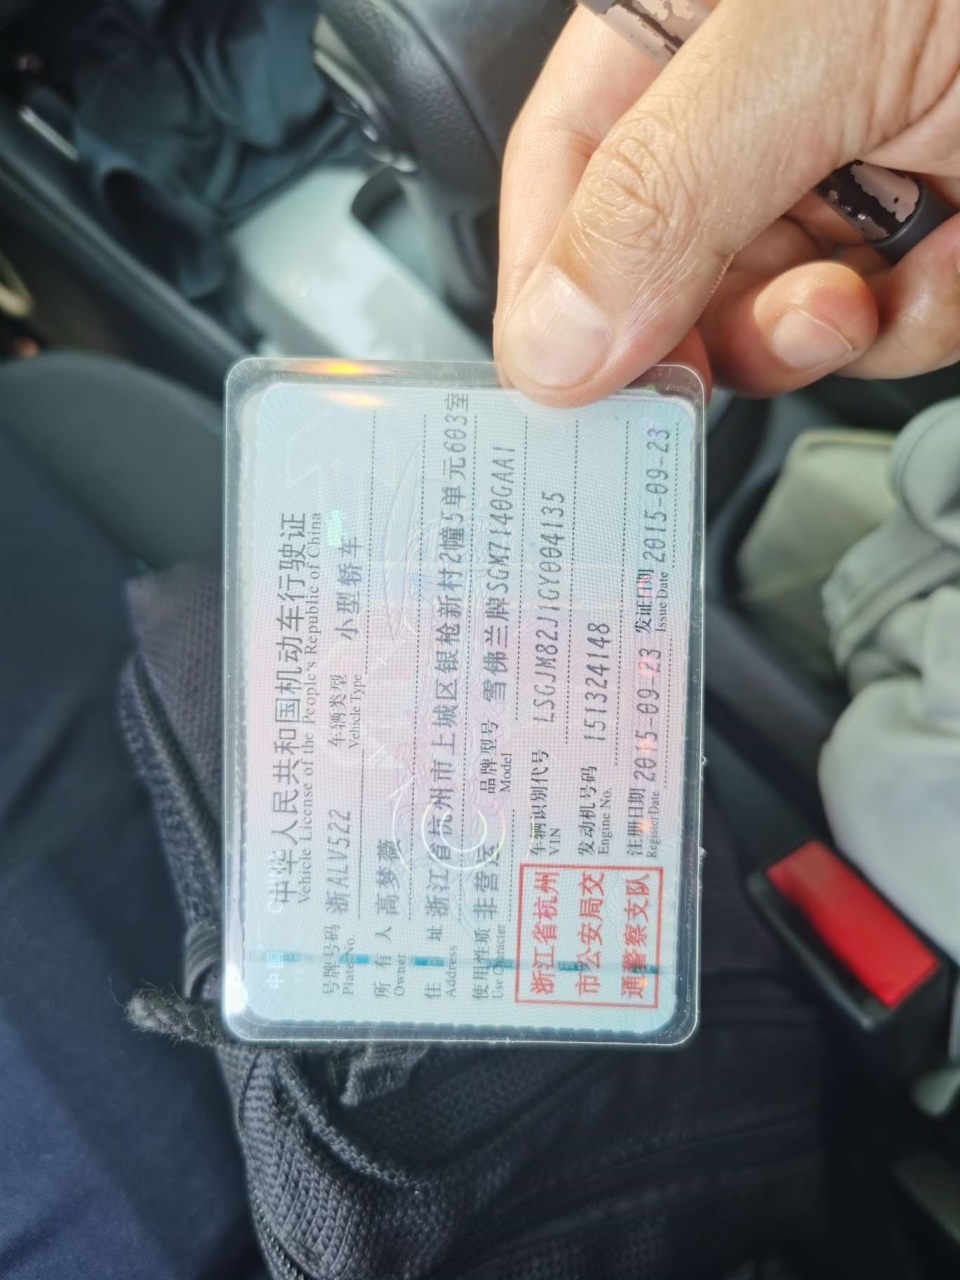 中华人民共和国机动车行驶证
Vehicle License of the People's Republic of China
号牌号码 浙ALV522 车辆类型 小型轿车
Plate No. Vehicle Type
所有人 高梦薇
Owner
住址 浙江省杭州市上城区银枪新村2幢5单元603室
Address
使用性质 非营运 品牌型号 雪佛兰牌SGM7140GAA1
Use Character Model
浙江省杭州
市公安局交
通警察支队
车辆识别代号 LSGJM82J1GY004135
VIN
发动机号码 151324148
Engine No.
注册日期 2015-09-23 发证日期 2015-09-23
Register Date Issue Date